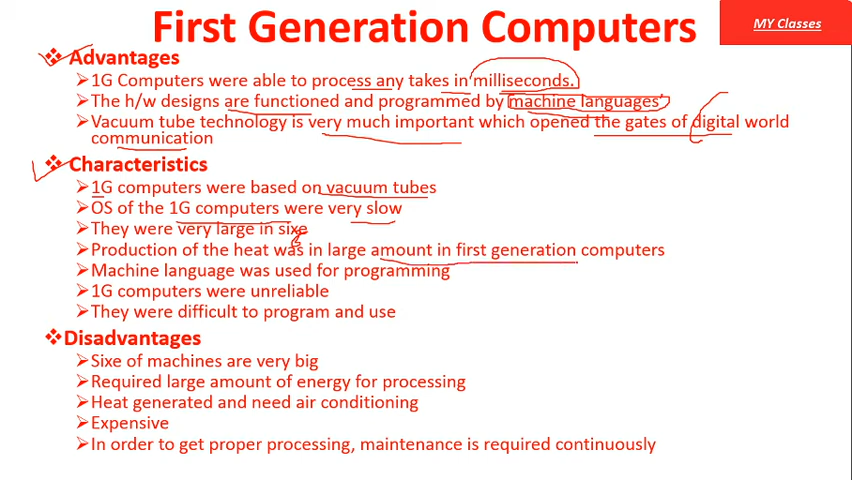 First Generation Computers
MY Classes
Advantages
1G Computers were able to process any takes in milliseconds.
The h/w designs are functioned and programmed by machine languages'
Vacuum tube technology is very much important which opened the gates of digital world
communication
Characteristics
1G computers were based on vacuum tubes
OS of the 1G computers were very slow
They were very large in sixe
Production of the heat was in large amount in first generation computers
Machine language was used for programming
1G computers were unreliable
They were difficult to program and use
Disadvantages
Sixe of machines are very big
Required large amount of energy for processing
Heat generated and need air conditioning
Expensive
In order to get proper processing, maintenance is required continuously